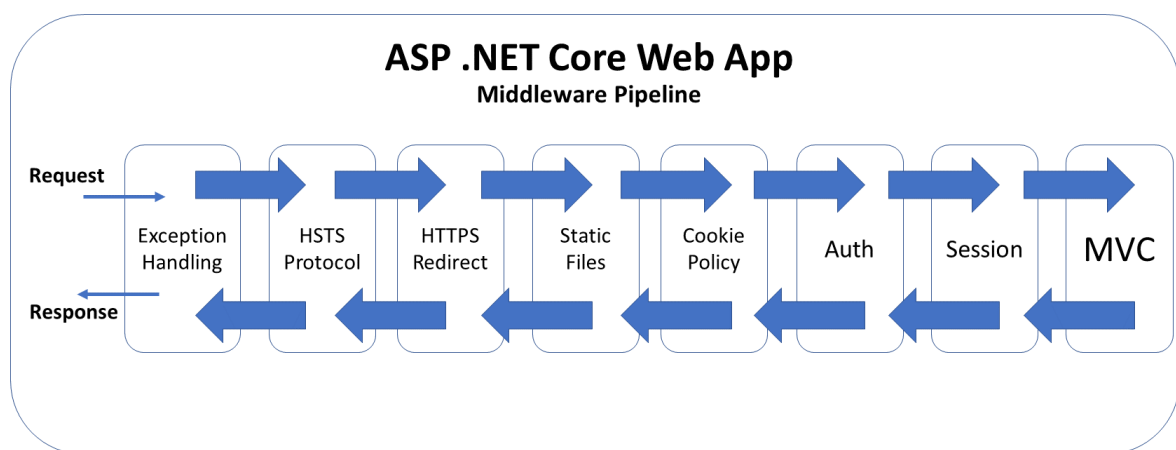 ASP .NET Core Web App
Middleware Pipeline
Request
Exception
Handling
HSTS
Protocol
HTTPS
Redirect
Static
Files
Cookie
Policy
Auth
Session
MVC
Response